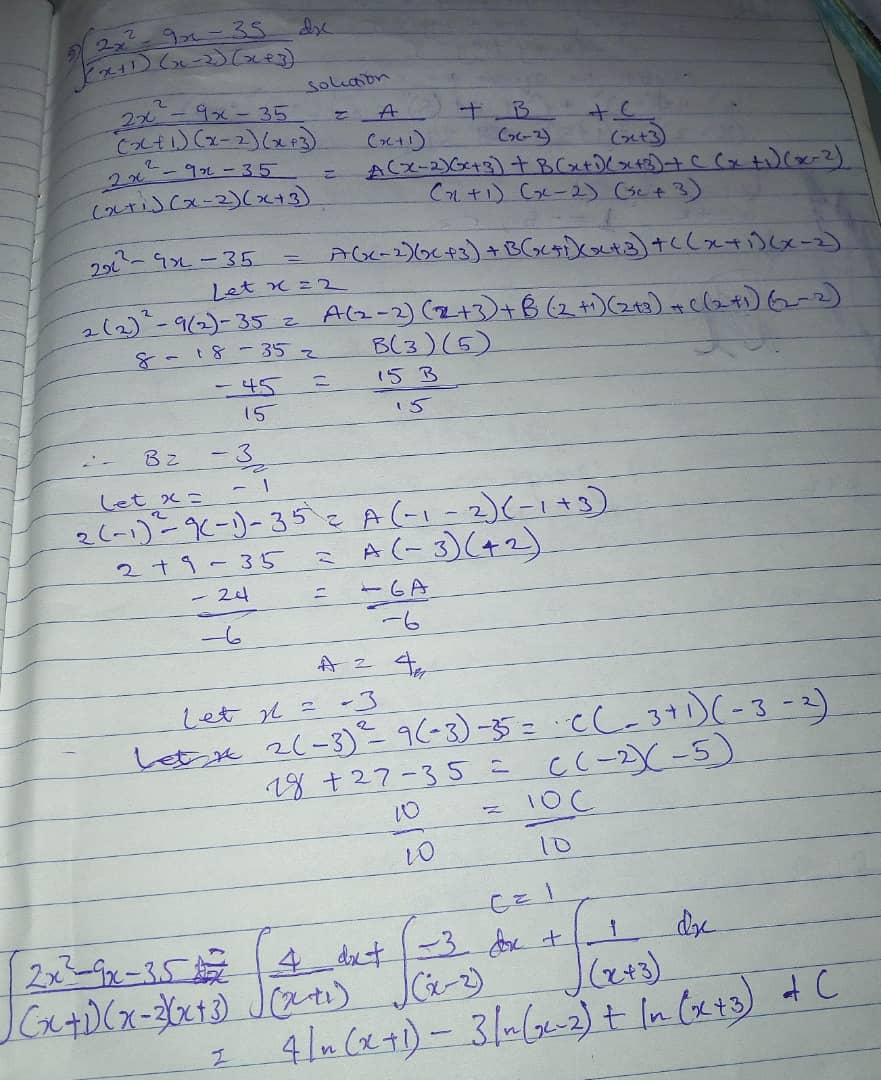 5) ∫ 2x² - 9x - 35 dx
(x+1)(x-2)(x+3)
solution
2x² - 9x - 35 = A + B + C
(x+1)(x-2)(x+3) (x+1) (x-2) (x+3)
2x² - 9x - 35 = A(x-2)(x+3) + B(x+1)(x+3) + C(x+1)(x-2)
(x+1)(x-2)(x+3) (x+1)(x-2)(x+3)
2x² - 9x - 35 = A(x-2)(x+3) + B(x+1)(x+3) + C(x+1)(x-2)
Let x = 2
2(2)² - 9(2) - 35 = A(2-2)(2+3) + B(2+1)(2+3) + C(2+1)(2-2)
8 - 18 - 35 = B(3)(5)
-45 = 15 B
15 15
∴ B = -3
Let x = -1
2(-1)² - 9(-1) - 35 = A(-1-2)(-1+3)
2 + 9 - 35 = A(-3)(+2)
-24 = -6A
-6 -6
A = 4
Let x = -3
Let x 2(-3)² - 9(-3) - 35 = C(-3+1)(-3-2)
18 + 27 - 35 = C(-2)(-5)
10 = 10C
10 10
C = 1
∫ 2x² - 9x - 35 dx = ∫ 4 dx + ∫ -3 dx + ∫ 1 dx
(x+1)(x-2)(x+3) (x+1) (x-2) (x+3)
= 4 ln(x+1) - 3 ln(x-2) + ln(x+3) + C